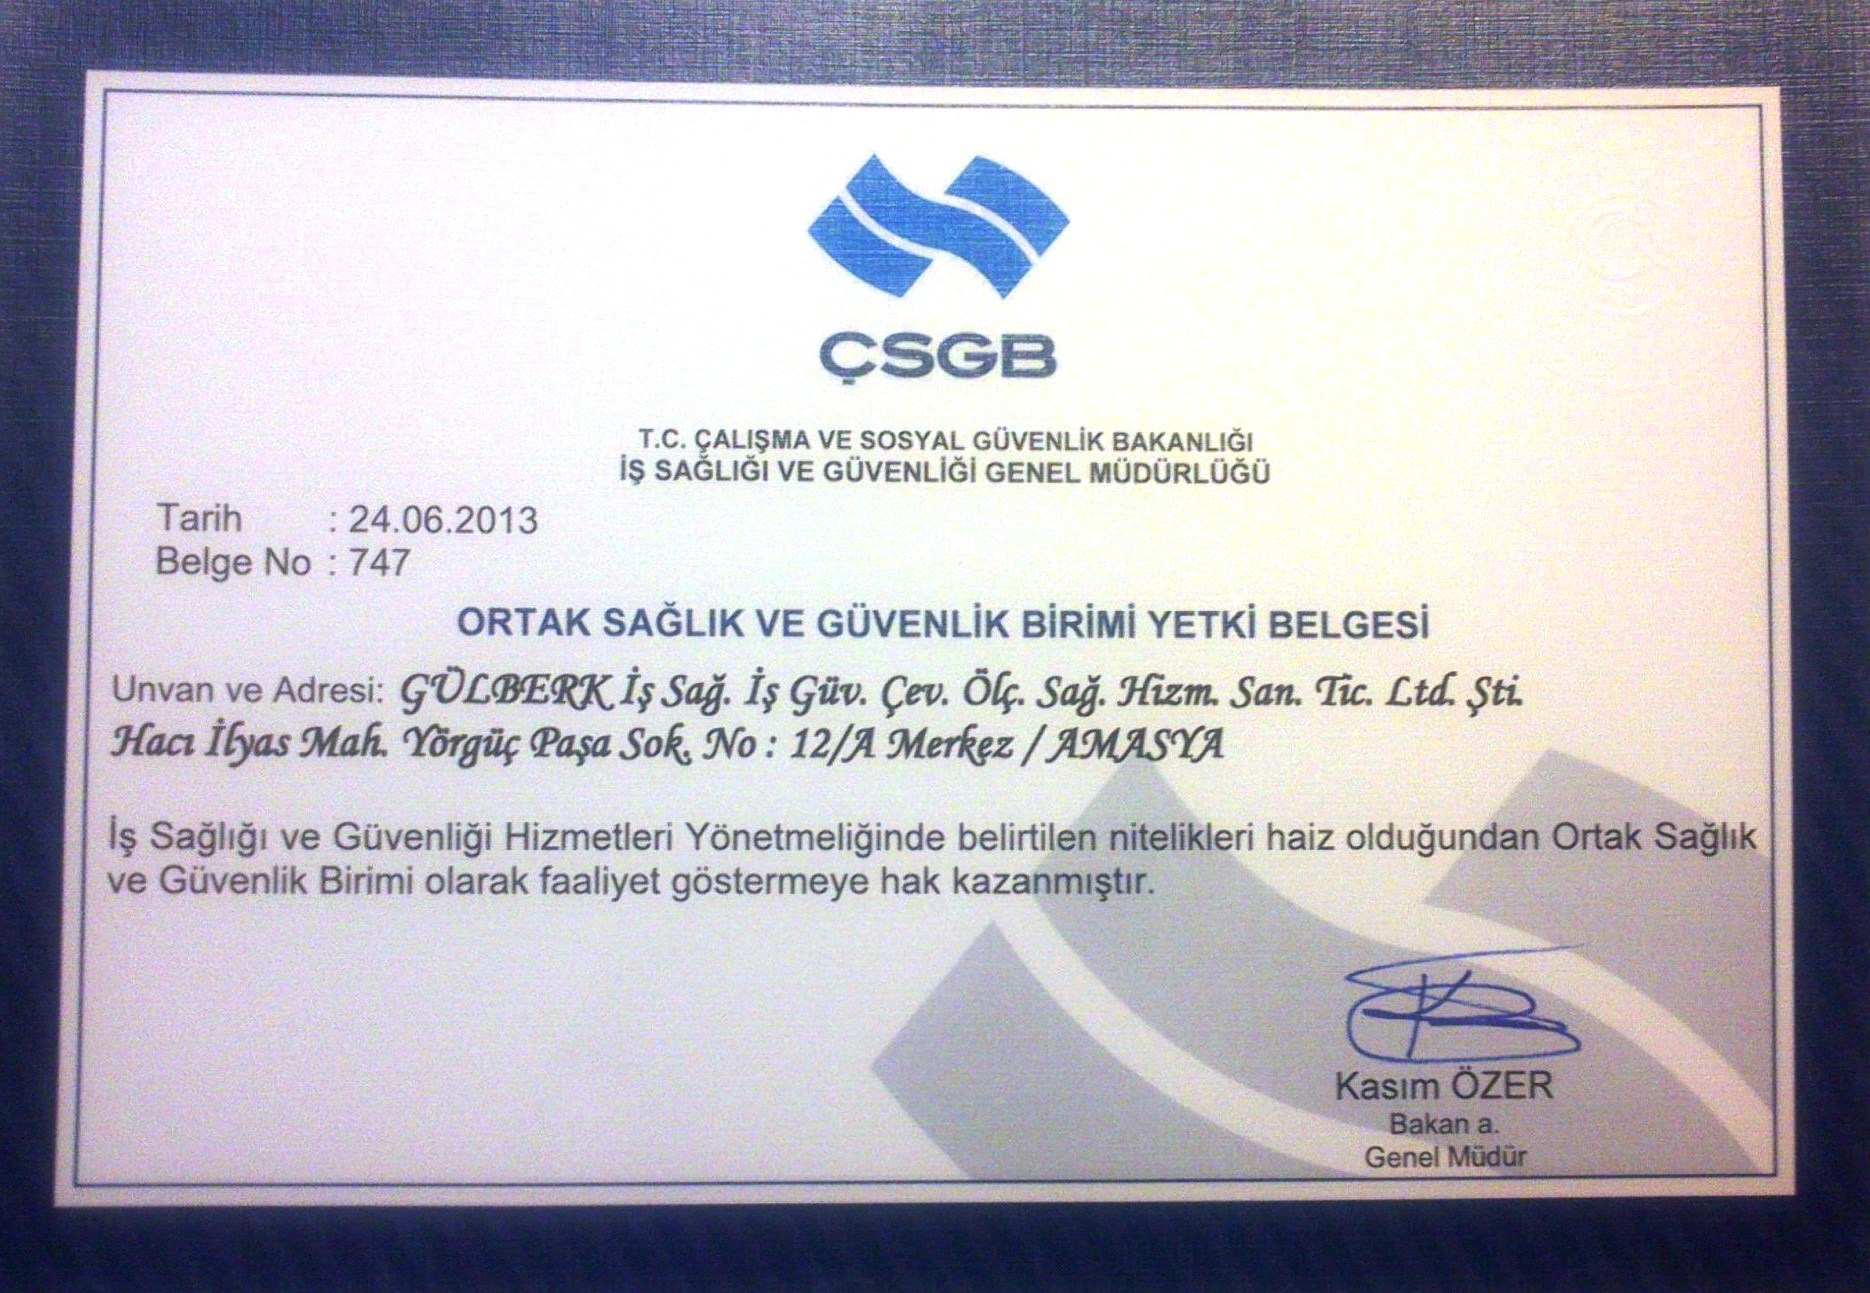 ÇSGB
T.C. ÇALIŞMA VE SOSYAL GÜVENLİK BAKANLIĞI
İŞ SAĞLIĞI VE GÜVENLİĞİ GENEL MÜDÜRLÜĞÜ
Tarih : 24.06.2013
Belge No : 747
ORTAK SAĞLIK VE GÜVENLİK BİRİMİ YETKİ BELGESİ
Unvan ve Adresi: GÜLBERK İş Sağ. İş Güv. Çev. Ölç. Sağ. Hizm. San. Tic. Ltd. Şti.
Hacı İlyas Mah. Yörgüç Paşa Sok. No : 12/A Merkez / AMASYA
İş Sağlığı ve Güvenliği Hizmetleri Yönetmeliğinde belirtilen nitelikleri haiz olduğundan Ortak Sağlık
ve Güvenlik Birimi olarak faaliyet göstermeye hak kazanmıştır.
Kasım ÖZER
Bakan a.
Genel Müdür